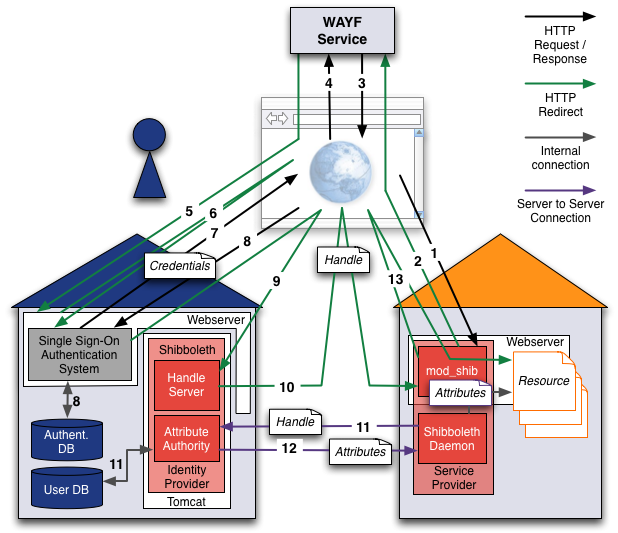 WAYF
Service
HTTP
Request /
Response
HTTP
Redirect
Internal
connection
Server to Server
Connection
4
3
5
6
7
8
Credentials
Handle
1
2
9
13
Webserver
Single Sign-On
Authentication
System
Shibboleth
Handle
Server
10
8
Authent.
DB
Attribute
Authority
11
User DB
Identity
Provider
Tomcat
Handle
11
12
Attributes
Webserver
mod_shib
Resource
Attributes
Shibboleth
Daemon
Service
Provider